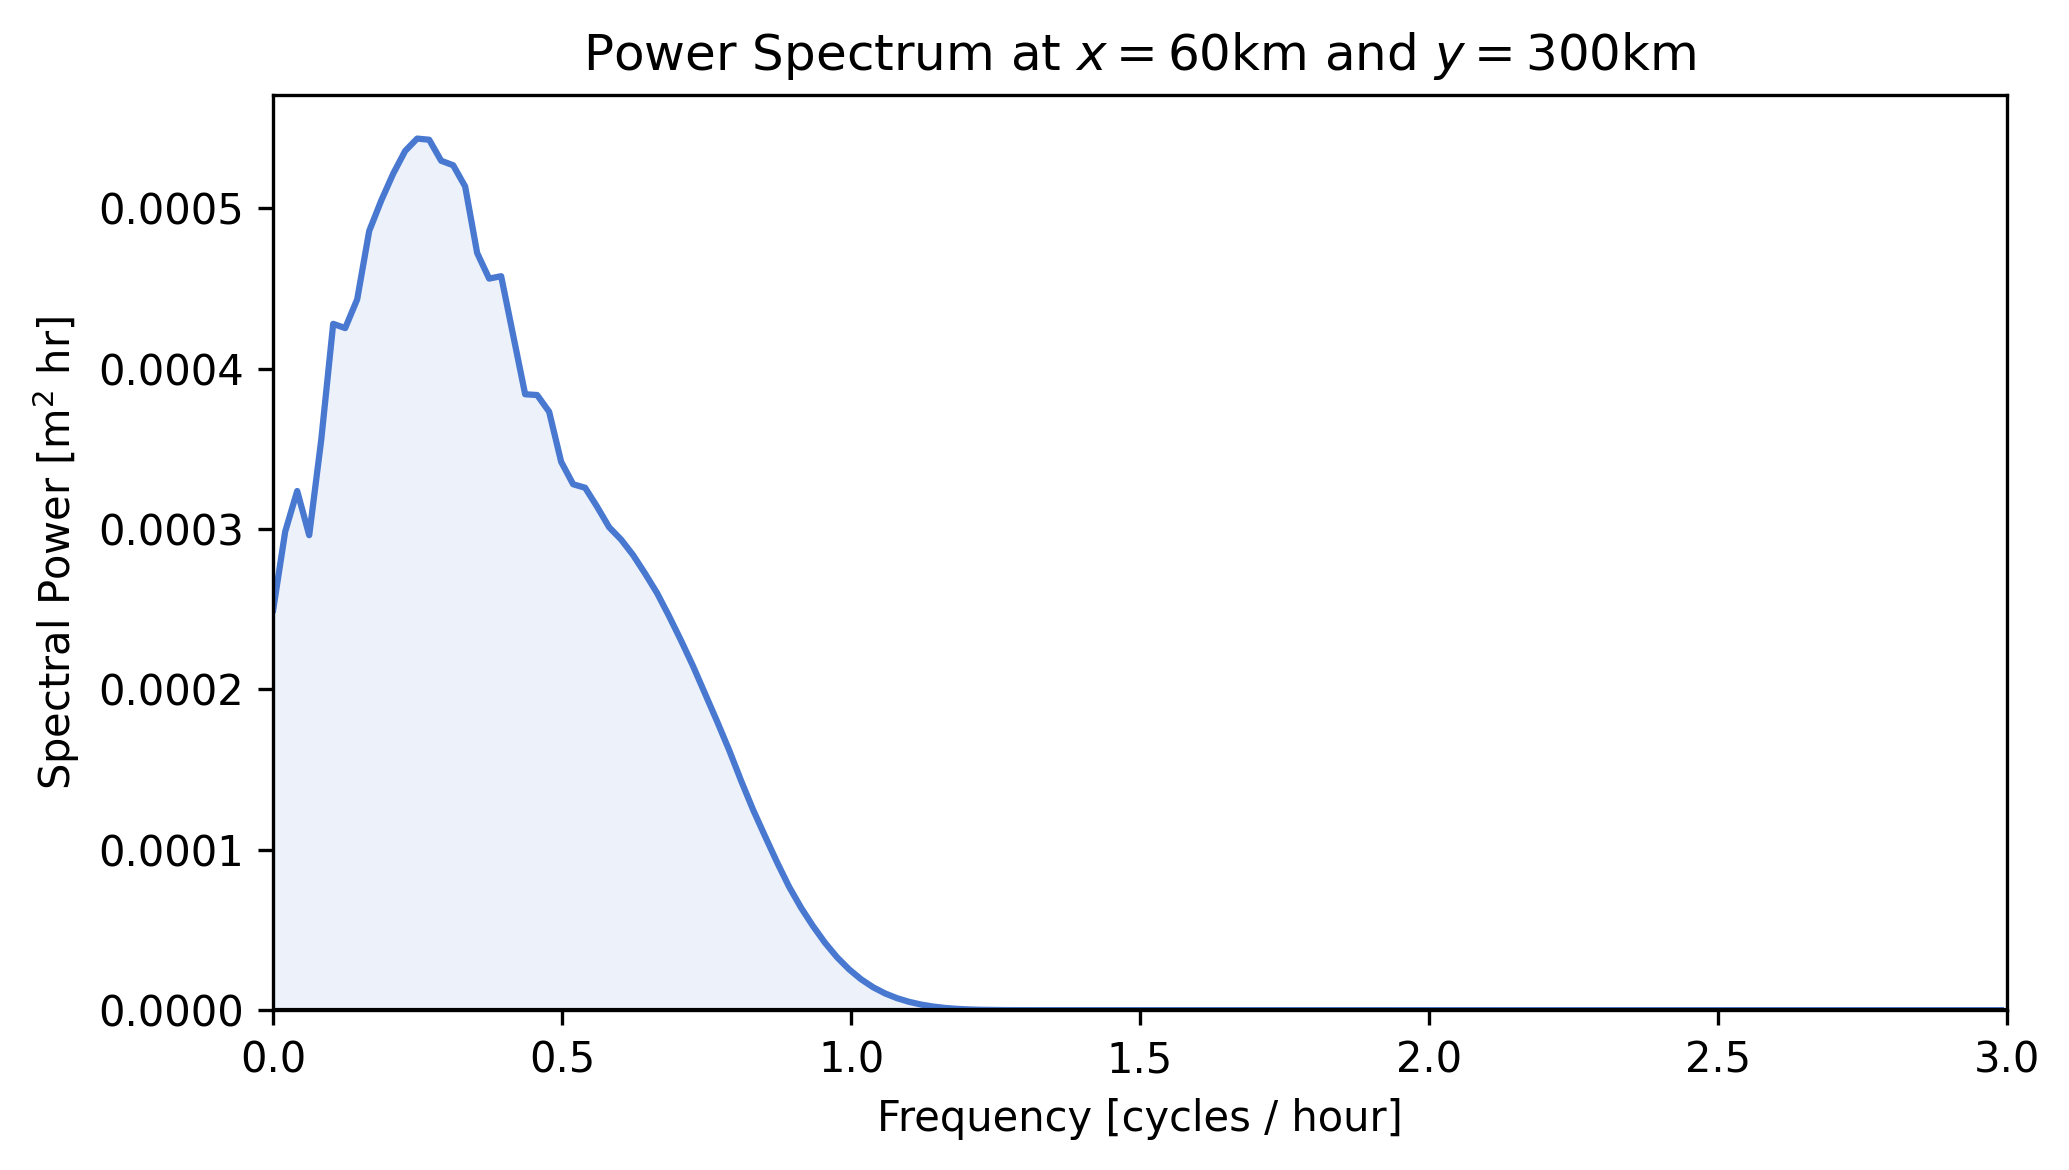 Power Spectrum at x = 60km and y = 300km
Spectral Power [m² hr]
0.0005
0.0004
0.0003
0.0002
0.0001
0.0000
0.0 0.5 1.0 1.5 2.0 2.5 3.0
Frequency [cycles / hour]